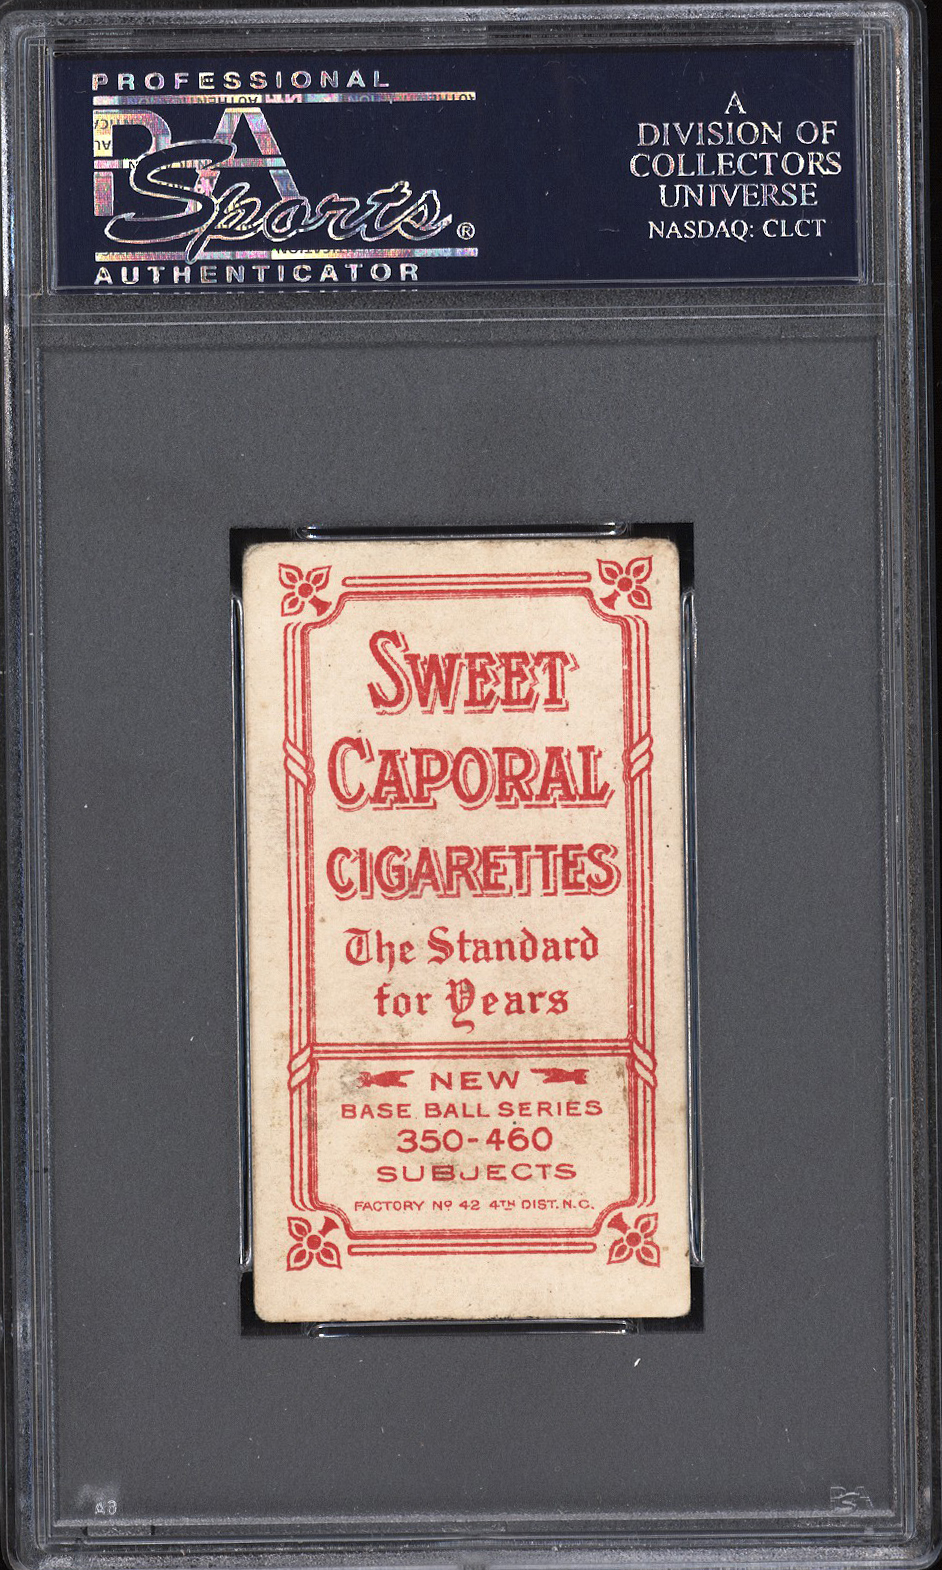 PROFESSIONAL
PSA
Sports ®
AUTHENTICATOR
A
DIVISION OF
COLLECTORS
UNIVERSE
NASDAQ: CLCT
SWEET
CAPORAL
CIGARETTES
The Standard
for Years
NEW
BASE BALL SERIES
350-460
SUBJECTS
FACTORY Nº 42 4TH DIST. N.C.
PSA